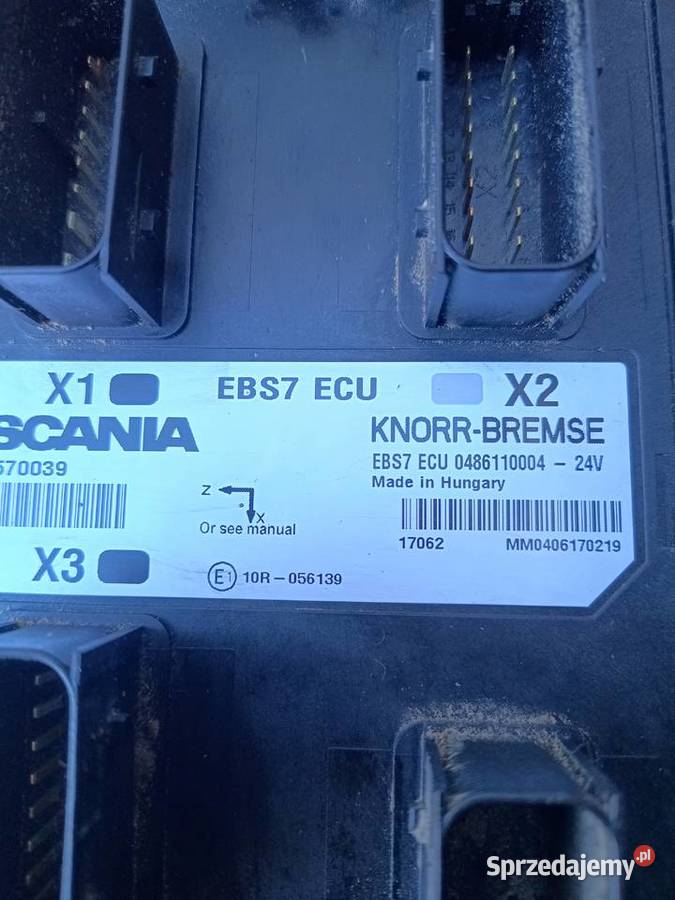 X1 EBS7 ECU X2
SCANIA KNORR-BREMSE
570039 EBS7 ECU 0486110004 - 24V
Made in Hungary
Z
X
Or see manual
17062 MM0406170219
X3
E1 10R-056139
Sprzedajemy.pl